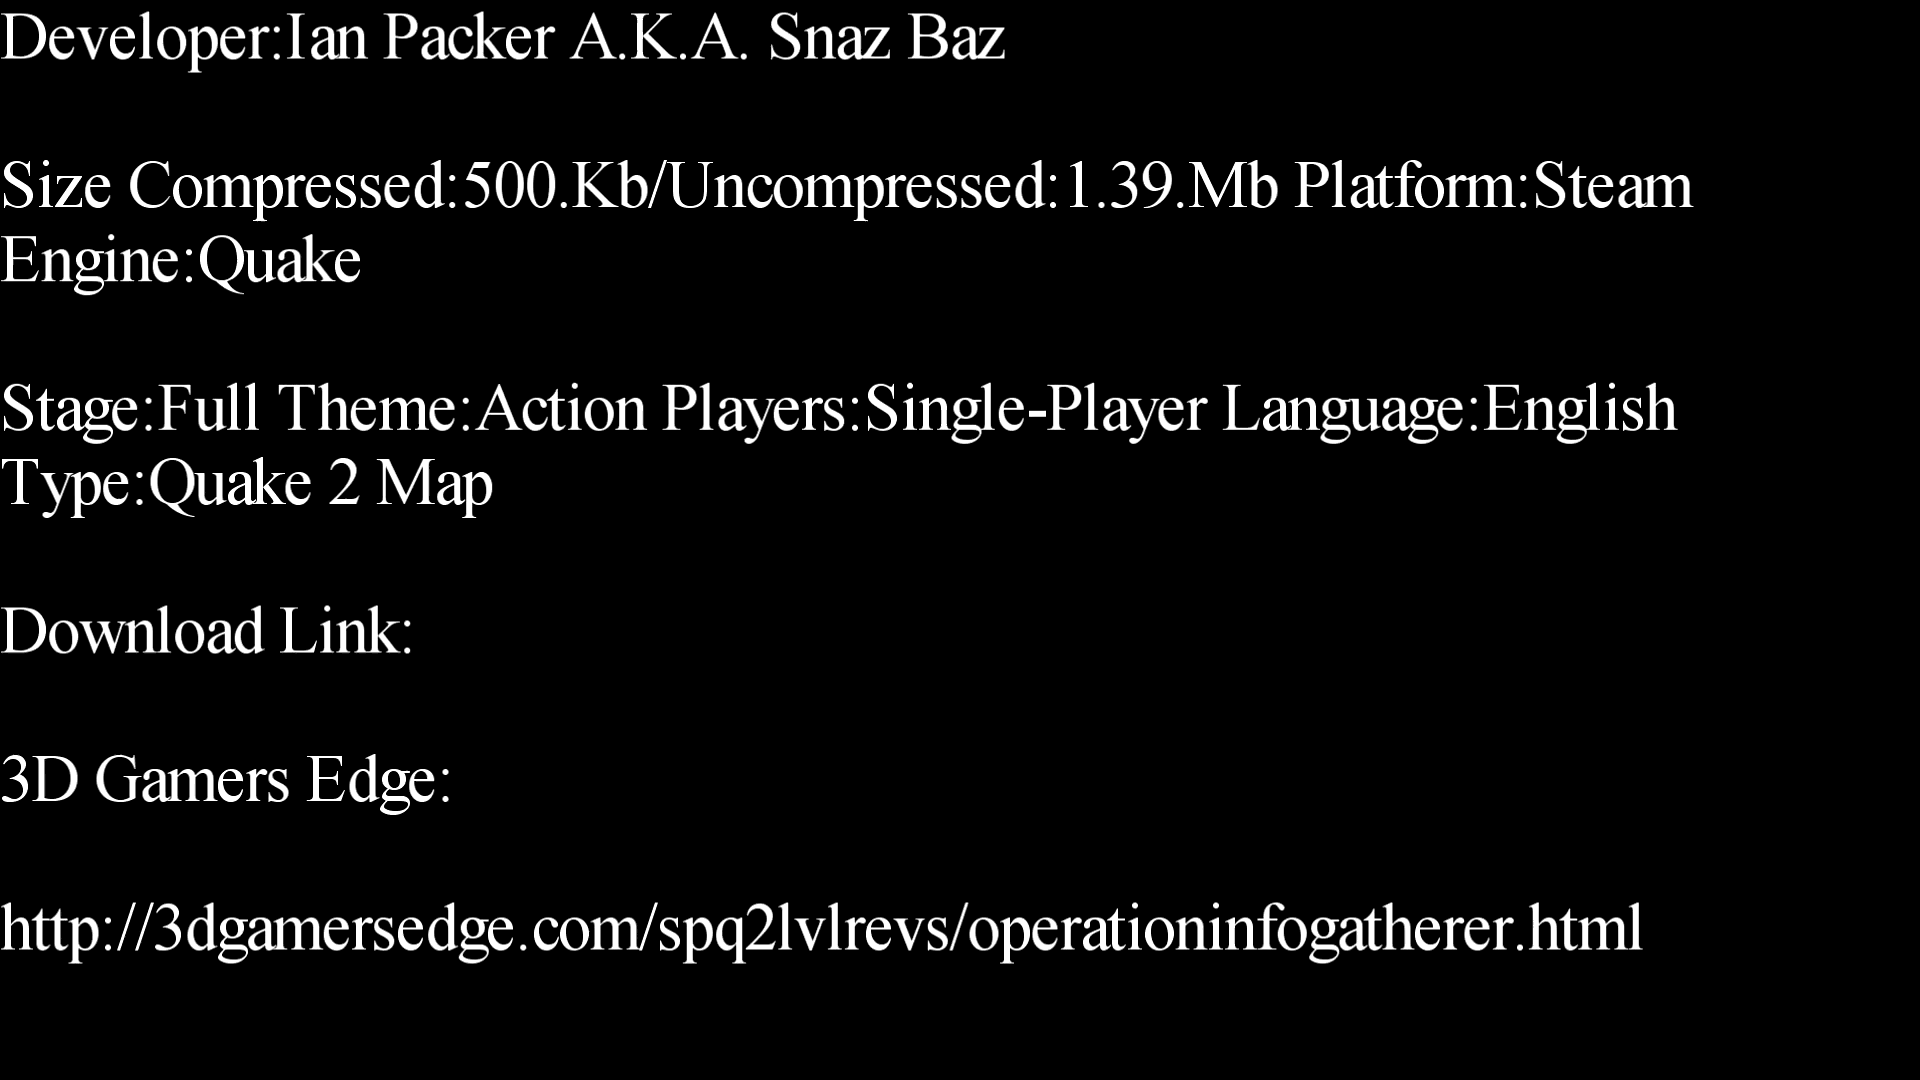 Developer:Ian Packer A.K.A. Snaz Baz
Size Compressed:500.Kb/Uncompressed:1.39.Mb Platform:Steam
Engine:Quake
Stage:Full Theme:Action Players:Single-Player Language:English
Type:Quake 2 Map
Download Link:
3D Gamers Edge:
http://3dgamersedge.com/spq2lvlrevs/operationinfogatherer.html